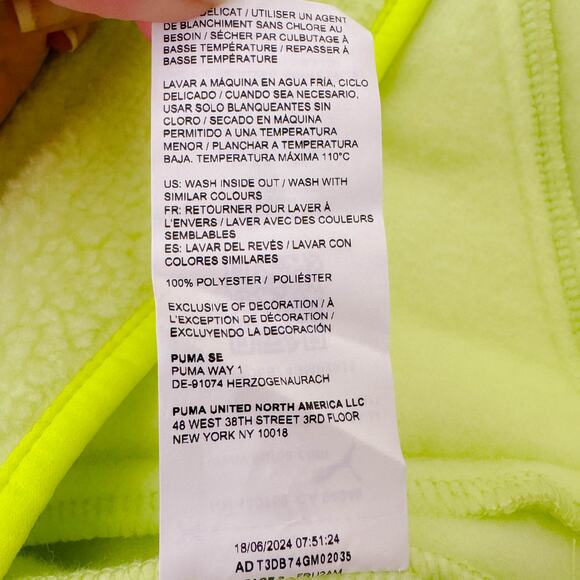 DÉLICAT / UTILISER UN AGENT
DE BLANCHIMENT SANS CHLORE AU
BESOIN / SÉCHER PAR CULBUTAGE À
BASSE TEMPÉRATURE / REPASSER À
BASSE TEMPÉRATURE
LAVAR A MÁQUINA EN AGUA FRÍA, CICLO
DELICADO / CUANDO SEA NECESARIO,
USAR SOLO BLANQUEANTES SIN
CLORO / SECADO EN MÁQUINA
PERMITIDO A UNA TEMPERATURA
MENOR / PLANCHAR A TEMPERATURA
BAJA. TEMPERATURA MÁXIMA 110°C
US: WASH INSIDE OUT / WASH WITH
SIMILAR COLOURS
FR: RETOURNER POUR LAVER À
L'ENVERS / LAVER AVEC DES COULEURS
SEMBLABLES
ES: LAVAR DEL REVÉS / LAVAR CON
COLORES SIMILARES
100% POLYESTER / POLIÉSTER
EXCLUSIVE OF DECORATION / À
L'EXCEPTION DE DÉCORATION /
EXCLUYENDO LA DECORACIÓN
PUMA SE
PUMA WAY 1
DE-91074 HERZOGENAURACH
PUMA UNITED NORTH AMERICA LLC
48 WEST 38TH STREET 3RD FLOOR
NEW YORK NY 10018
18/06/2024 07:51:24
AD T3DB74GM02035